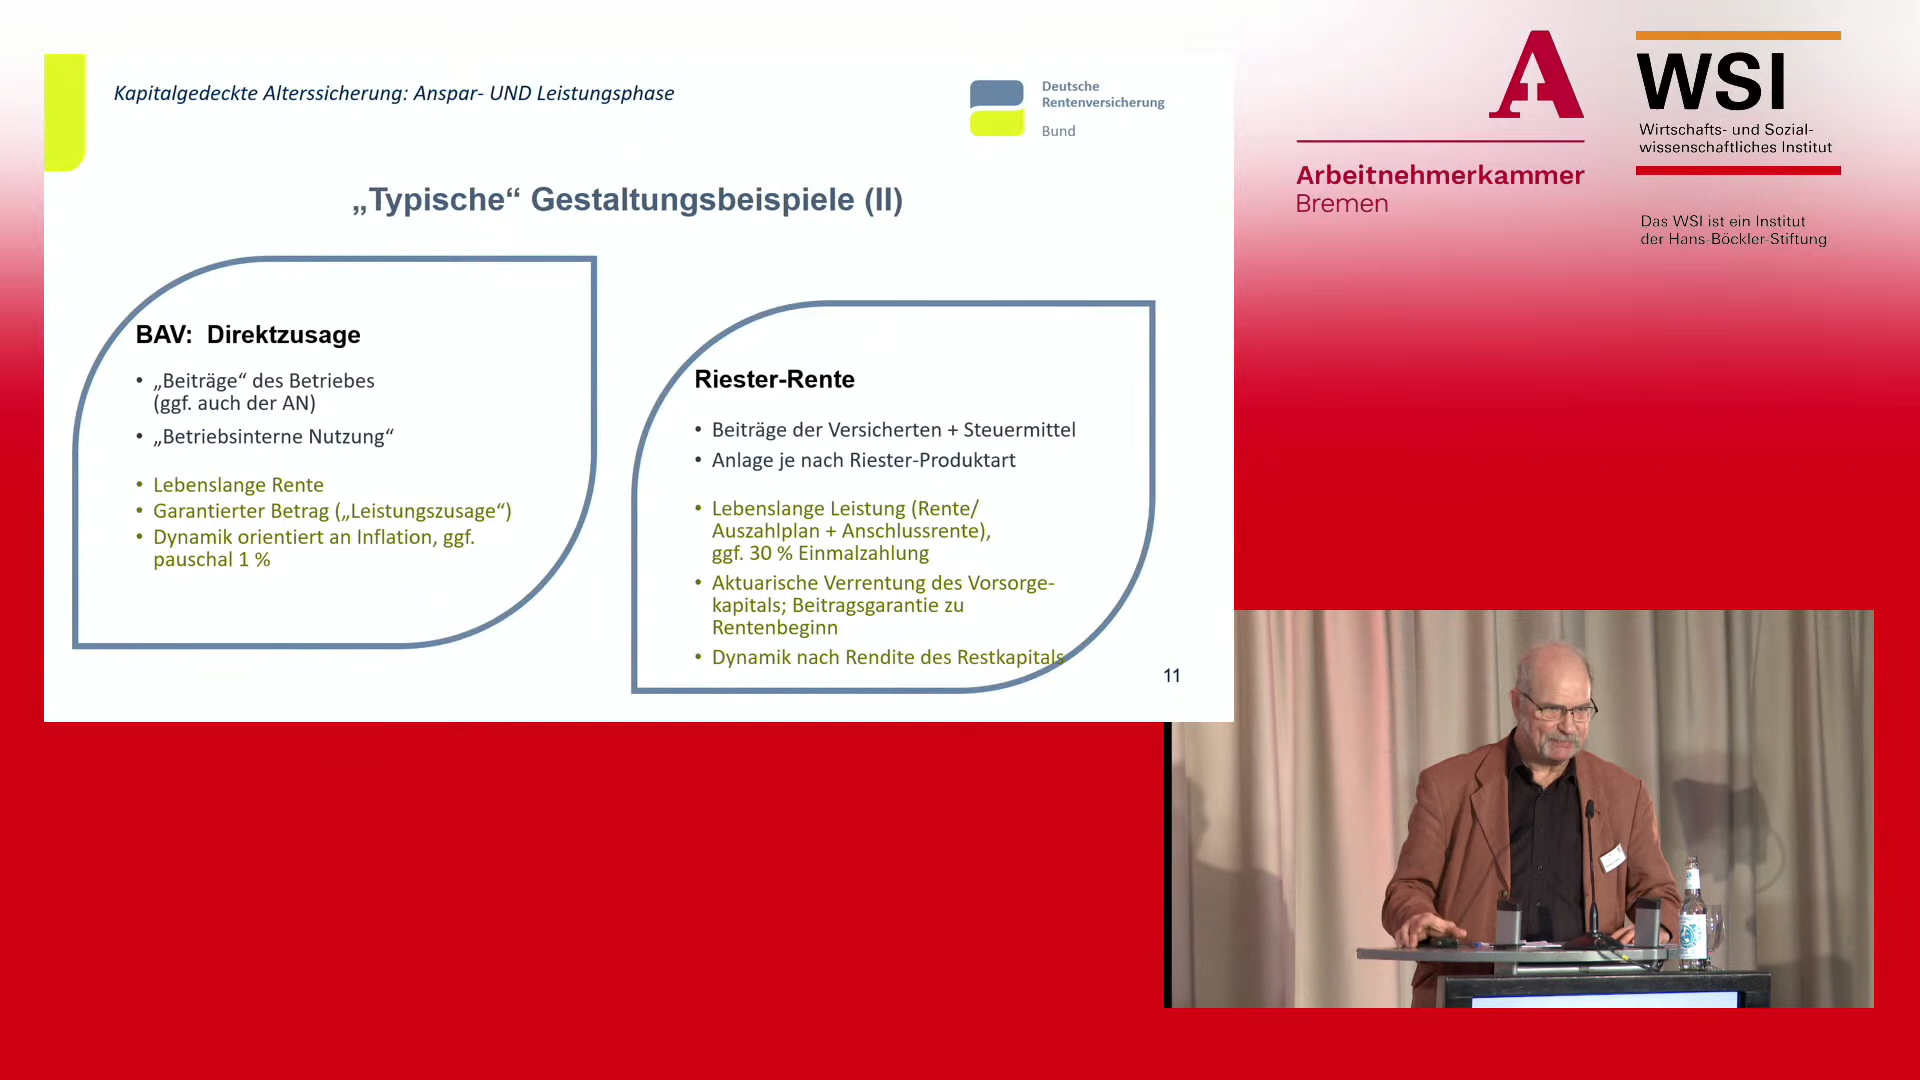 Kapitalgedeckte Alterssicherung: Anspar- UND Leistungsphase
Deutsche
Rentenversicherung
Bund
„Typische“ Gestaltungsbeispiele (II)
BAV: Direktzusage
• „Beiträge“ des Betriebes
(ggf. auch der AN)
• „Betriebsinterne Nutzung“
• Lebenslange Rente
• Garantierter Betrag („Leistungszusage“)
• Dynamik orientiert an Inflation, ggf.
pauschal 1 %
Riester-Rente
• Beiträge der Versicherten + Steuermittel
• Anlage je nach Riester-Produktart
• Lebenslange Leistung (Rente/
Auszahlplan + Anschlussrente),
ggf. 30 % Einmalzahlung
• Aktuarische Verrentung des Vorsorge-
kapitals; Beitragsgarantie zu
Rentenbeginn
• Dynamik nach Rendite des Restkapitals
11
A
Arbeitnehmerkammer
Bremen
WSI
Wirtschafts- und Sozial-
wissenschaftliches Institut
Das WSI ist ein Institut
der Hans-Böckler-Stiftung